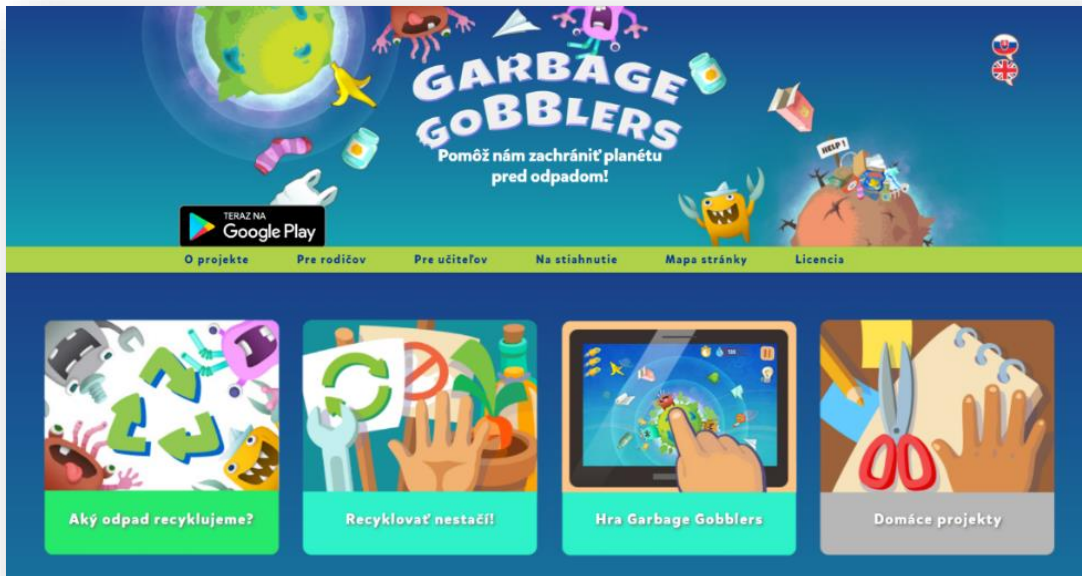 GARBAGE
GOBBLERS
Pomôž nám zachrániť planétu
pred odpadom!
HELP!
TERAZ NA
Google Play
O projekte
Pre rodičov
Pre učiteľov
Na stiahnutie
Mapa stránky
Licencia
Aký odpad recyklujeme?
Recyklovať nestačí!
Hra Garbage Gobblers
Domáce projekty